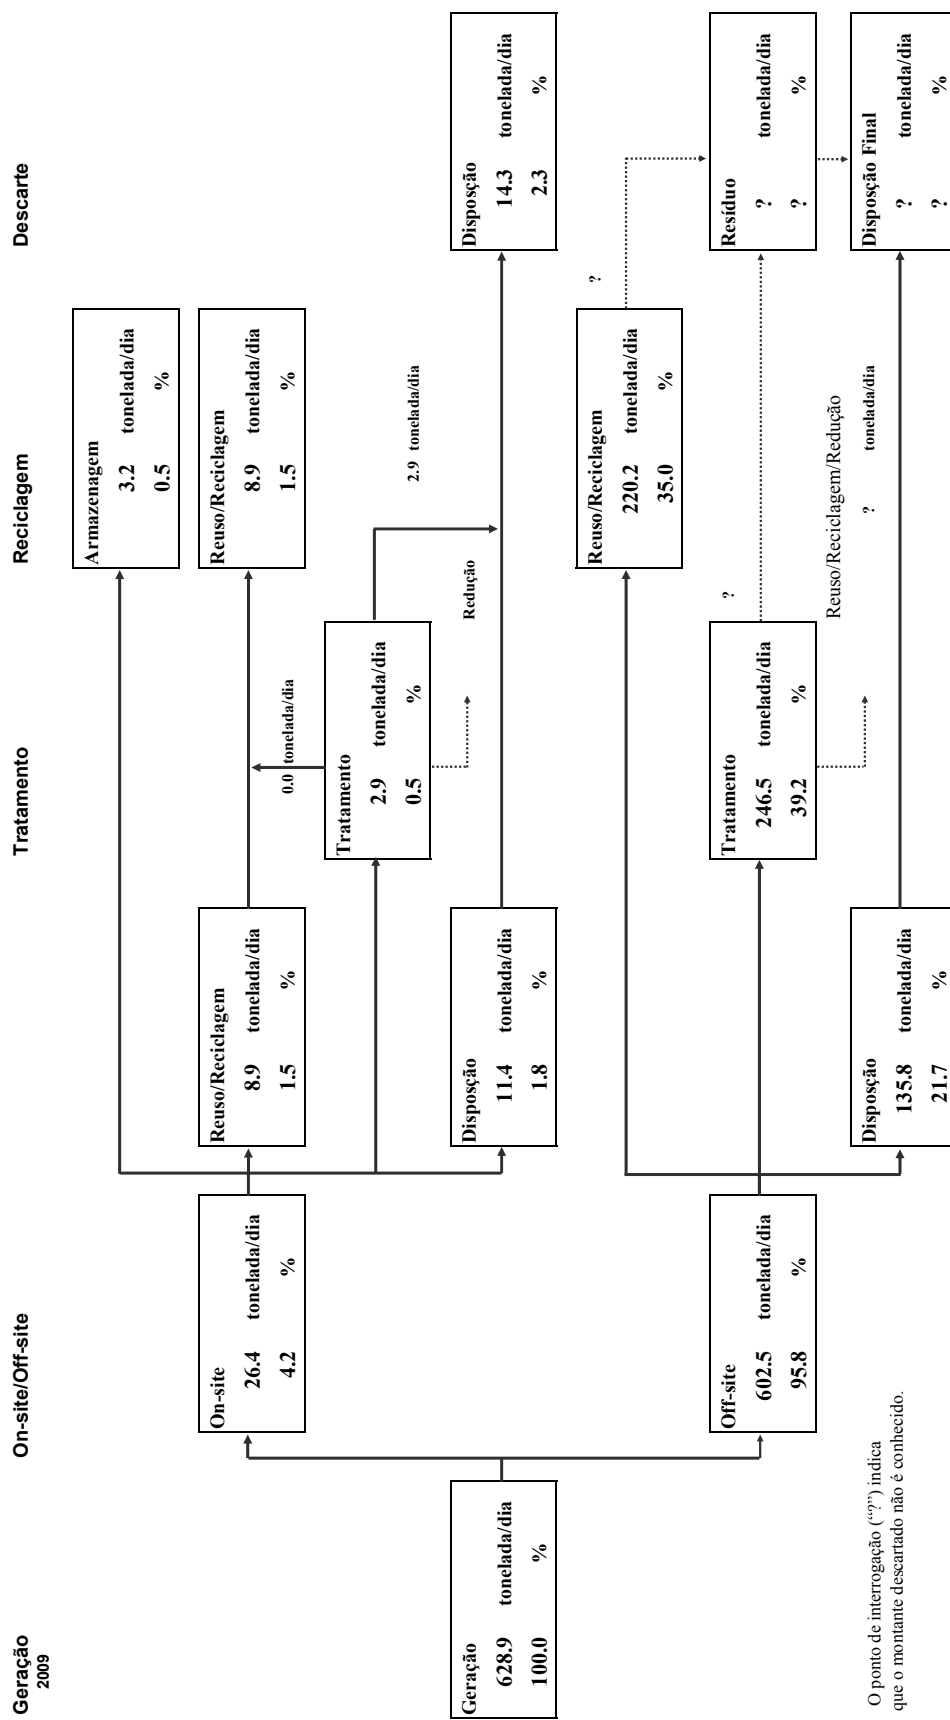 Geração
2009
On-site/Off-site
Tratamento
Reciclagem
Descarte
Armazenagem
3.2 tonelada/dia
0.5 %
On-site
26.4 tonelada/dia
4.2 %
Reuso/Reciclagem
8.9 tonelada/dia
1.5 %
Reuso/Reciclagem
8.9 tonelada/dia
1.5 %
0.0 tonelada/dia
Tratamento
2.9 tonelada/dia
0.5 %
2.9 tonelada/dia
Redução
Geração
628.9 tonelada/dia
100.0 %
Disposção
11.4 tonelada/dia
1.8 %
Disposção
14.3 tonelada/dia
2.3 %
Reuso/Reciclagem
220.2 tonelada/dia
35.0 %
?
Off-site
602.5 tonelada/dia
95.8 %
Tratamento
246.5 tonelada/dia
39.2 %
?
Resíduo
? tonelada/dia
? %
Reuso/Reciclagem/Redução
? tonelada/dia
Disposção
135.8 tonelada/dia
21.7 %
Disposção Final
? tonelada/dia
? %
O ponto de interrogação (“?”) indica
que o montante descartado não é conhecido.